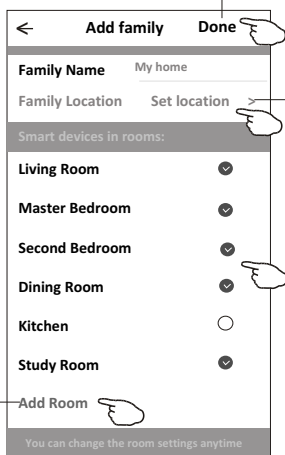 ← Add family Done
Family Name My home
Family Location Set location >
Smart devices in rooms:
Living Room
Master Bedroom
Second Bedroom
Dining Room
Kitchen
Study Room
Add Room
You can change the room settings anytime